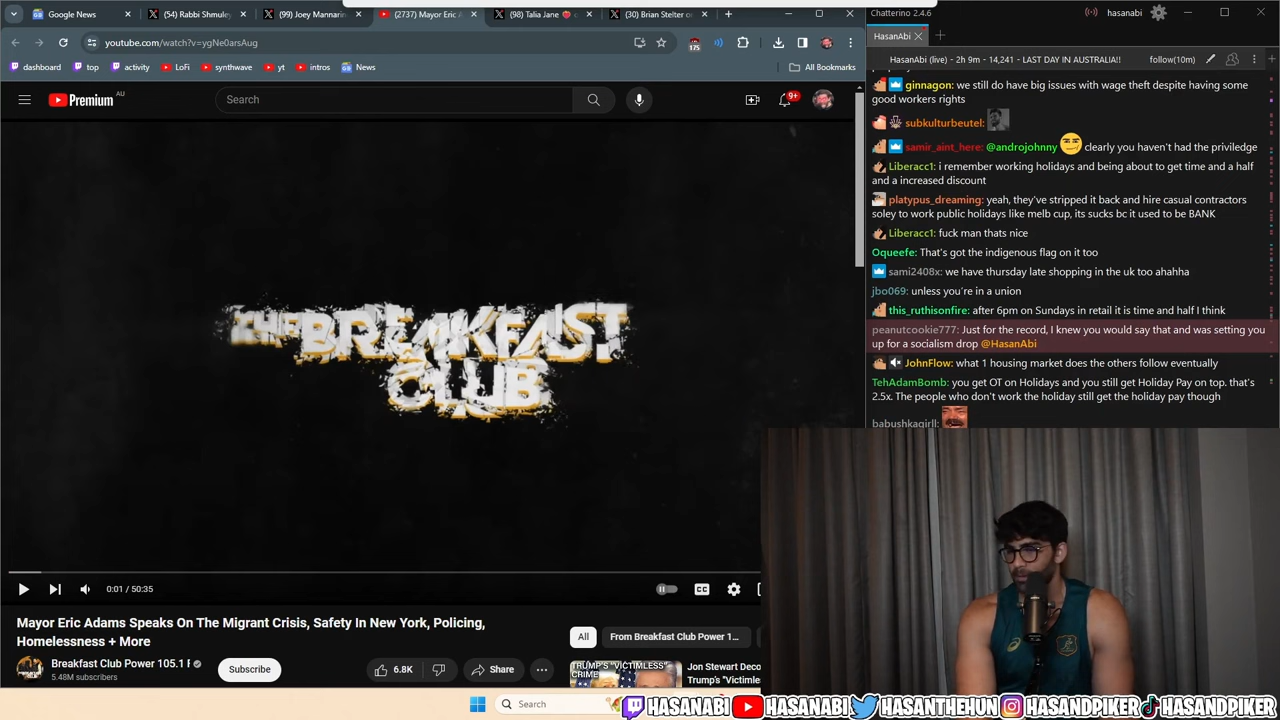 Google News
(54) Rabbi Shmule
(99) Joey Mannarin
(2737) Mayor Eric A
(98) Talia Jane
(30) Brian Stelter o
Chatterino 2.4.6
hasanabi
youtube.com/watch?v=ygNe0arsAug
175
HasanAbi
dashboard
top
activity
LoFi
synthwave
yt
intros
News
All Bookmarks
HasanAbi (live) - 2h 9m - 14,241 - LAST DAY IN AUSTRALIA!!
follow(10m)
Premium
AU
Search
9+
ginnagon: we still do have big issues with wage theft despite having some
good workers rights
subkulturbeutel:
samir_aint_here: @androjohnny clearly you haven't had the priviledge
Liberacc1: i remember working holidays and being about to get time and a half
and a increased discount
platypus_dreaming: yeah, they've stripped it back and hire casual contractors
soley to work public holidays like melb cup, its sucks bc it used to be BANK
Liberacc1: fuck man thats nice
Oqueefe: That's got the indigenous flag on it too
sami2408x: we have thursday late shopping in the uk too ahahha
jbo069: unless you're in a union
this_ruthisonfire: after 6pm on Sundays in retail it is time and half I think
peanutcookie777: Just for the record, I knew you would say that and was setting you
up for a socialism drop @HasanAbi
JohnFlow: what 1 housing market does the others follow eventually
TehAdamBomb: you get OT on Holidays and you still get Holiday Pay on top. that's
2.5x. The people who don't work the holiday still get the holiday pay though
babushkagirll:
THE BREAKFAST
CLUB
0:01 / 50:35
CC
Mayor Eric Adams Speaks On The Migrant Crisis, Safety In New York, Policing,
Homelessness + More
Breakfast Club Power 105.1
5.48M subscribers
Subscribe
6.8K
Share
All
From Breakfast Club Power 1...
TRUMP'S "VICTIMLESS"
CRIME
Jon Stewart Deco
Trump's "Victimles
Search
HASANABI
HASANABI
HASANTHEHUN
HASANDPIKER
HASANDPIKER